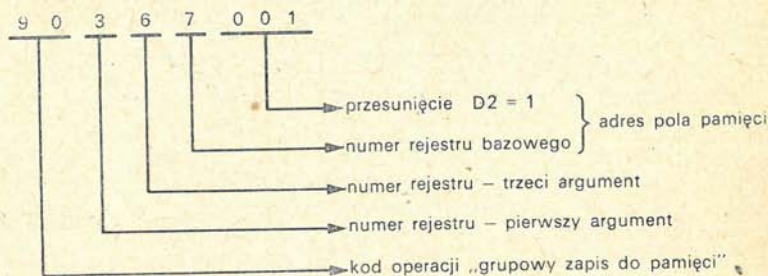 9 0 3 6 7 0 0 1
przesunięcie D2 = 1
adres pola pamięci
numer rejestru bazowego
numer rejestru – trzeci argument
numer rejestru – pierwszy argument
kod operacji „grupowy zapis do pamięci”